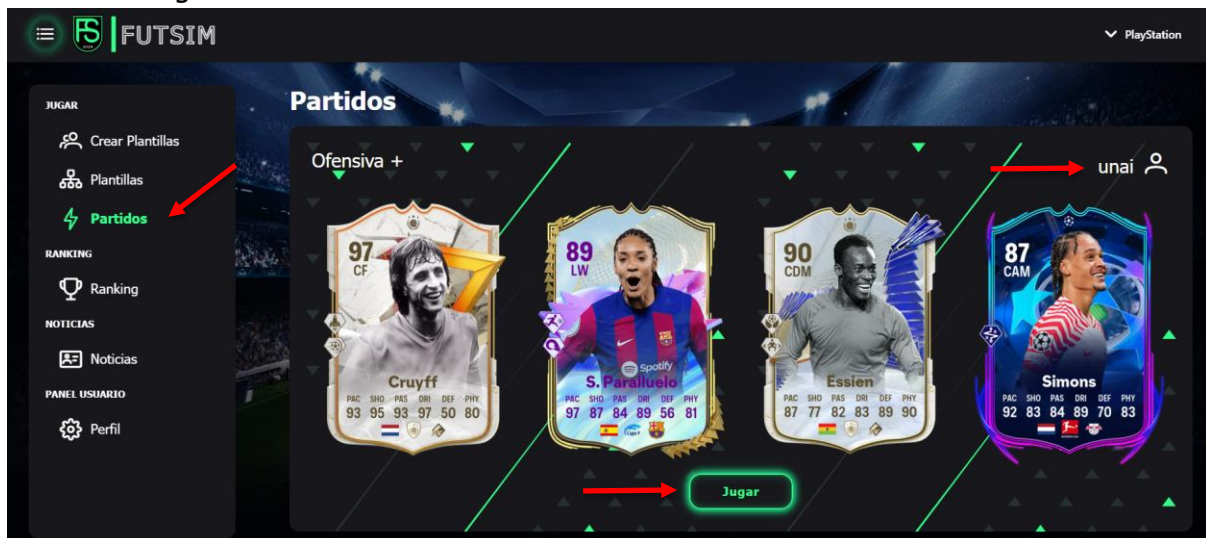 FS FUTSIM
PlayStation
JUGAR
Crear Plantillas
Plantillas
Partidos
RANKING
Ranking
NOTICIAS
Noticias
PANEL USUARIO
Perfil
Partidos
Ofensiva +
unai
97
CF
Cruyff
PAC SHO PAS DRI DEF PHY
93 95 93 97 50 80
89
LW
Spotify
S. Paralluelo
PAC SHO PAS DRI DEF PHY
97 87 84 89 56 81
Liga F
90
CDM
Essien
PAC SHO PAS DRI DEF PHY
87 77 82 83 89 90
87
CAM
Simons
PAC SHO PAS DRI DEF PHY
92 83 84 89 70 83
Jugar